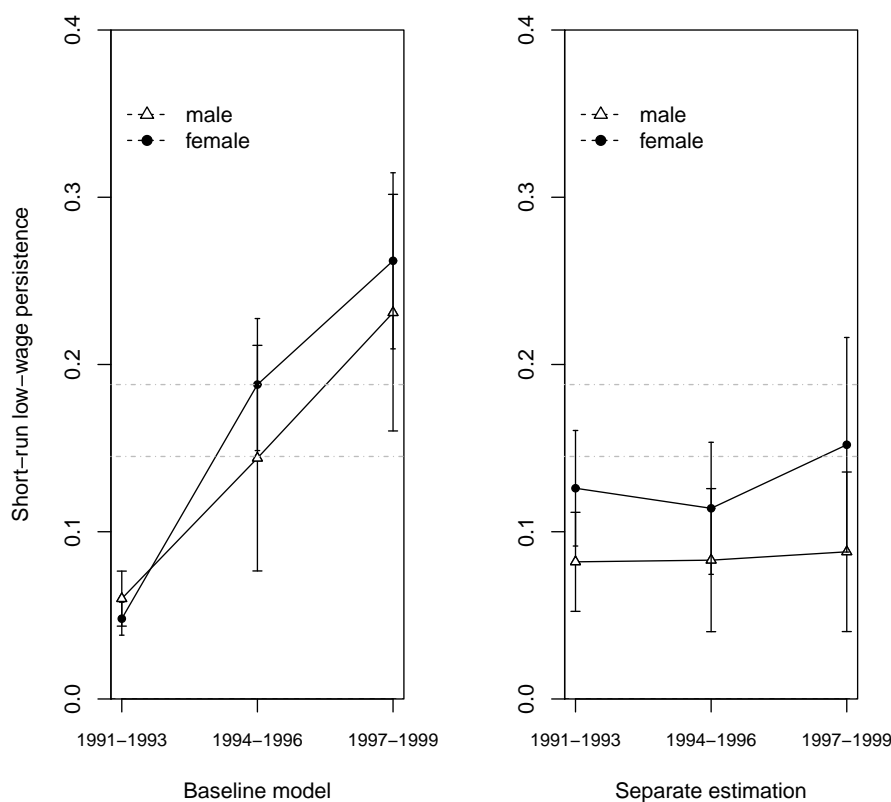 Short−run low−wage persistence
0.4
0.3
0.2
0.1
0.0
male
female
1991−1993 1994−1996 1997−1999
Baseline model
0.4
0.3
0.2
0.1
0.0
male
female
1991−1993 1994−1996 1997−1999
Separate estimation